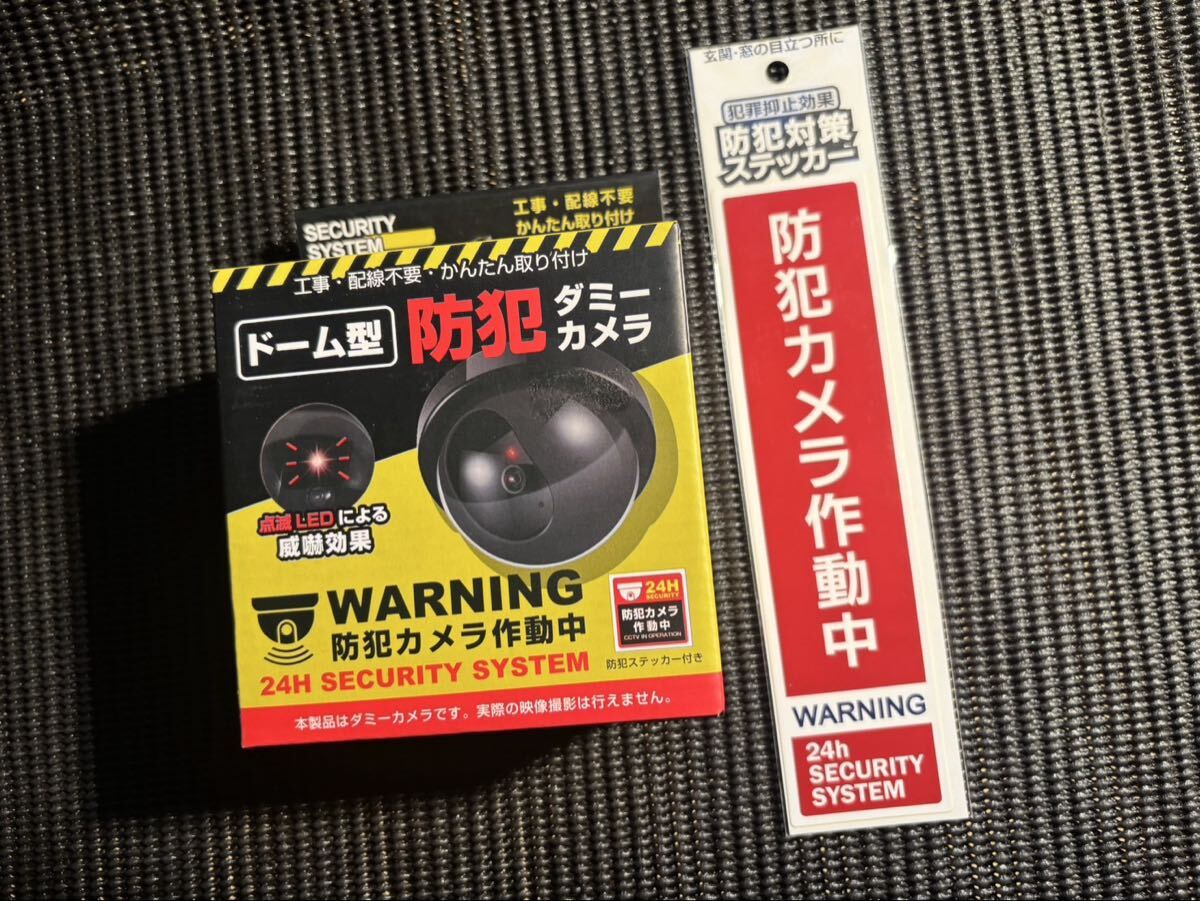 SECURITY
SYSTEM
工事・配線不要
かんたん取り付け
工事・配線不要・かんたん取り付け
ドーム型
防犯
ダミー
カメラ
点滅LEDによる
威嚇効果
WARNING
防犯カメラ作動中
24H SECURITY SYSTEM
24H
SECURITY
防犯カメラ
作動中
CCTV IN OPERATION
防犯ステッカー付き
本製品はダミーカメラです。実際の映像撮影は行えません。
玄関・窓の目立つ所に
犯罪抑止効果
防犯対策
ステッカー
防犯カメラ作動中
WARNING
24h
SECURITY
SYSTEM